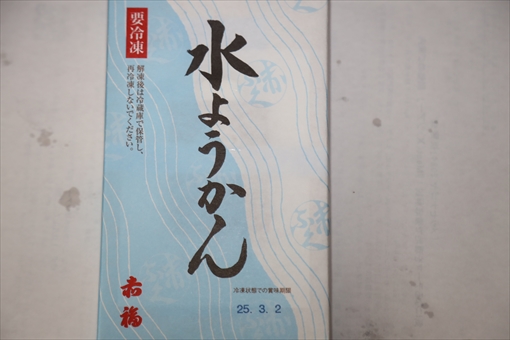 要冷凍
解凍後は冷蔵庫で保管し、
再冷凍しないでください。
水ようかん
赤福
冷凍状態での賞味期限
25. 3. 2